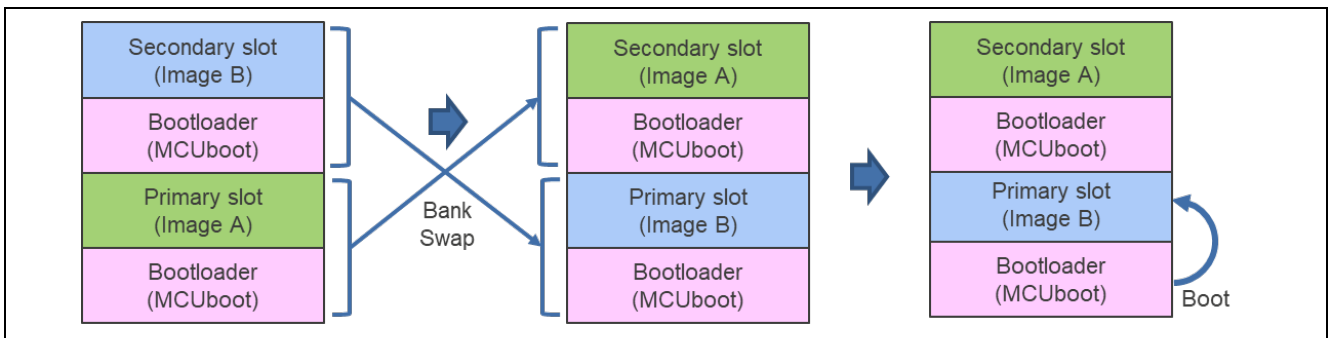 Secondary slot
(Image B)
Bootloader
(MCUboot)
Primary slot
(Image A)
Bootloader
(MCUboot)
Bank
Swap
Secondary slot
(Image A)
Bootloader
(MCUboot)
Primary slot
(Image B)
Bootloader
(MCUboot)
Secondary slot
(Image A)
Bootloader
(MCUboot)
Primary slot
(Image B)
Bootloader
(MCUboot)
Boot